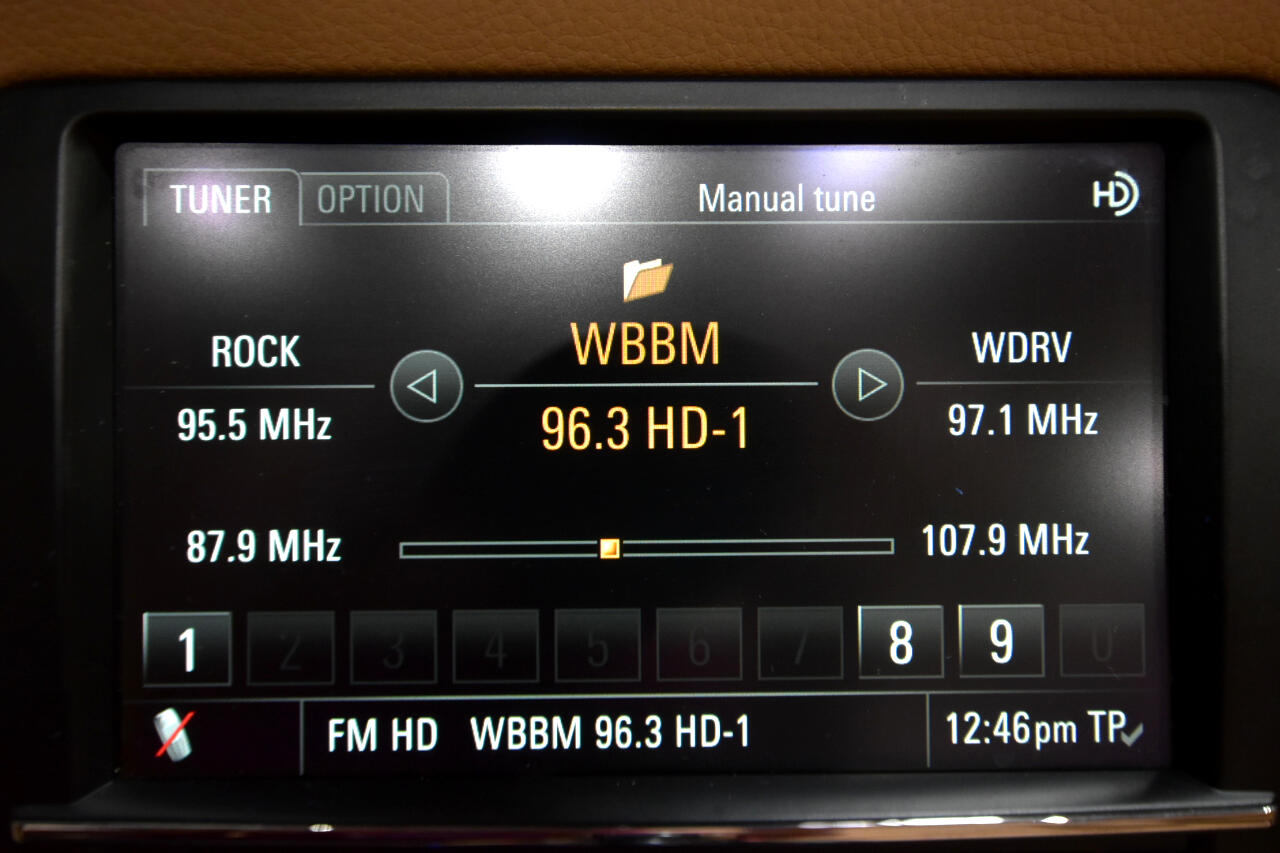 TUNER OPTION Manual tune HD
ROCK WBBM WDRV
95.5 MHz 96.3 HD-1 97.1 MHz
87.9 MHz 107.9 MHz
1 2 3 4 5 6 7 8 9 0
FM HD WBBM 96.3 HD-1 12:46pm TP